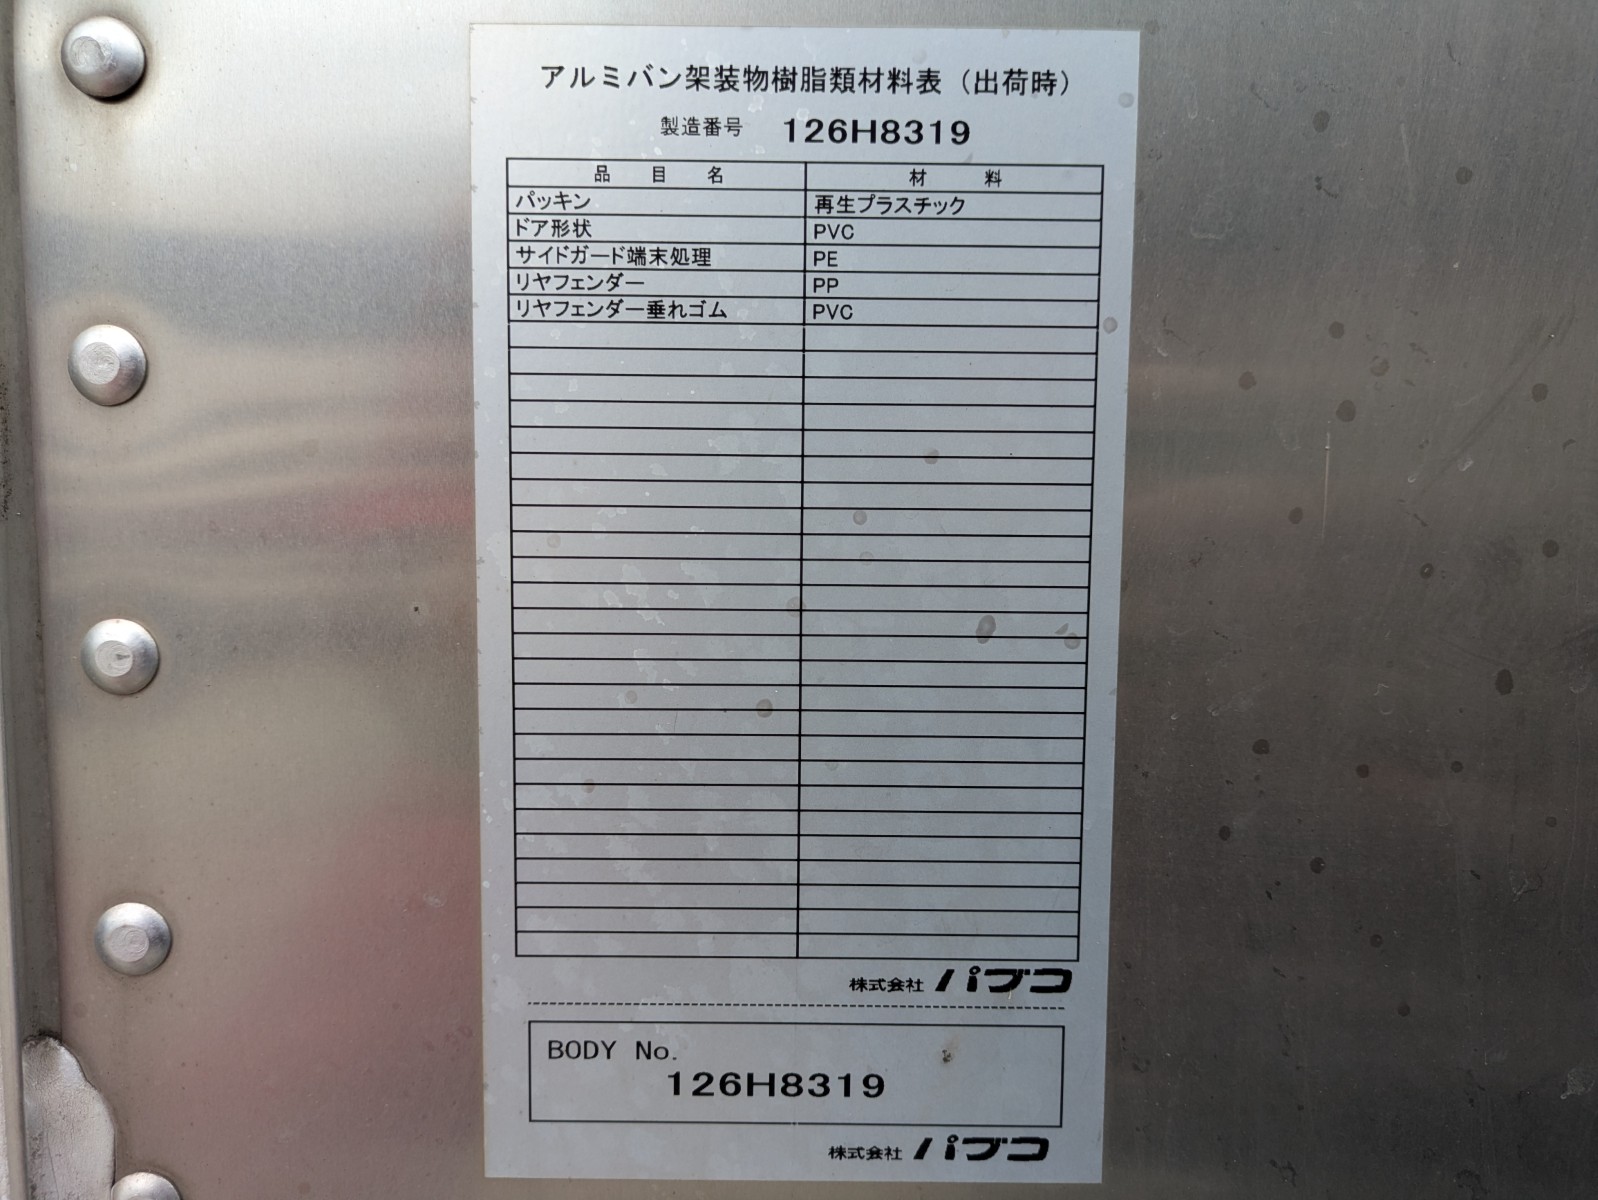 アルミバン架装物樹脂類材料表（出荷時）
製造番号 126H8319
品目名 材料
パッキン 再生プラスチック
ドア形状 PVC
サイドガード端末処理 PE
リヤフェンダー PP
リヤフェンダー垂れゴム PVC
株式会社 パブコ
BODY No.
126H8319
株式会社 パブコ